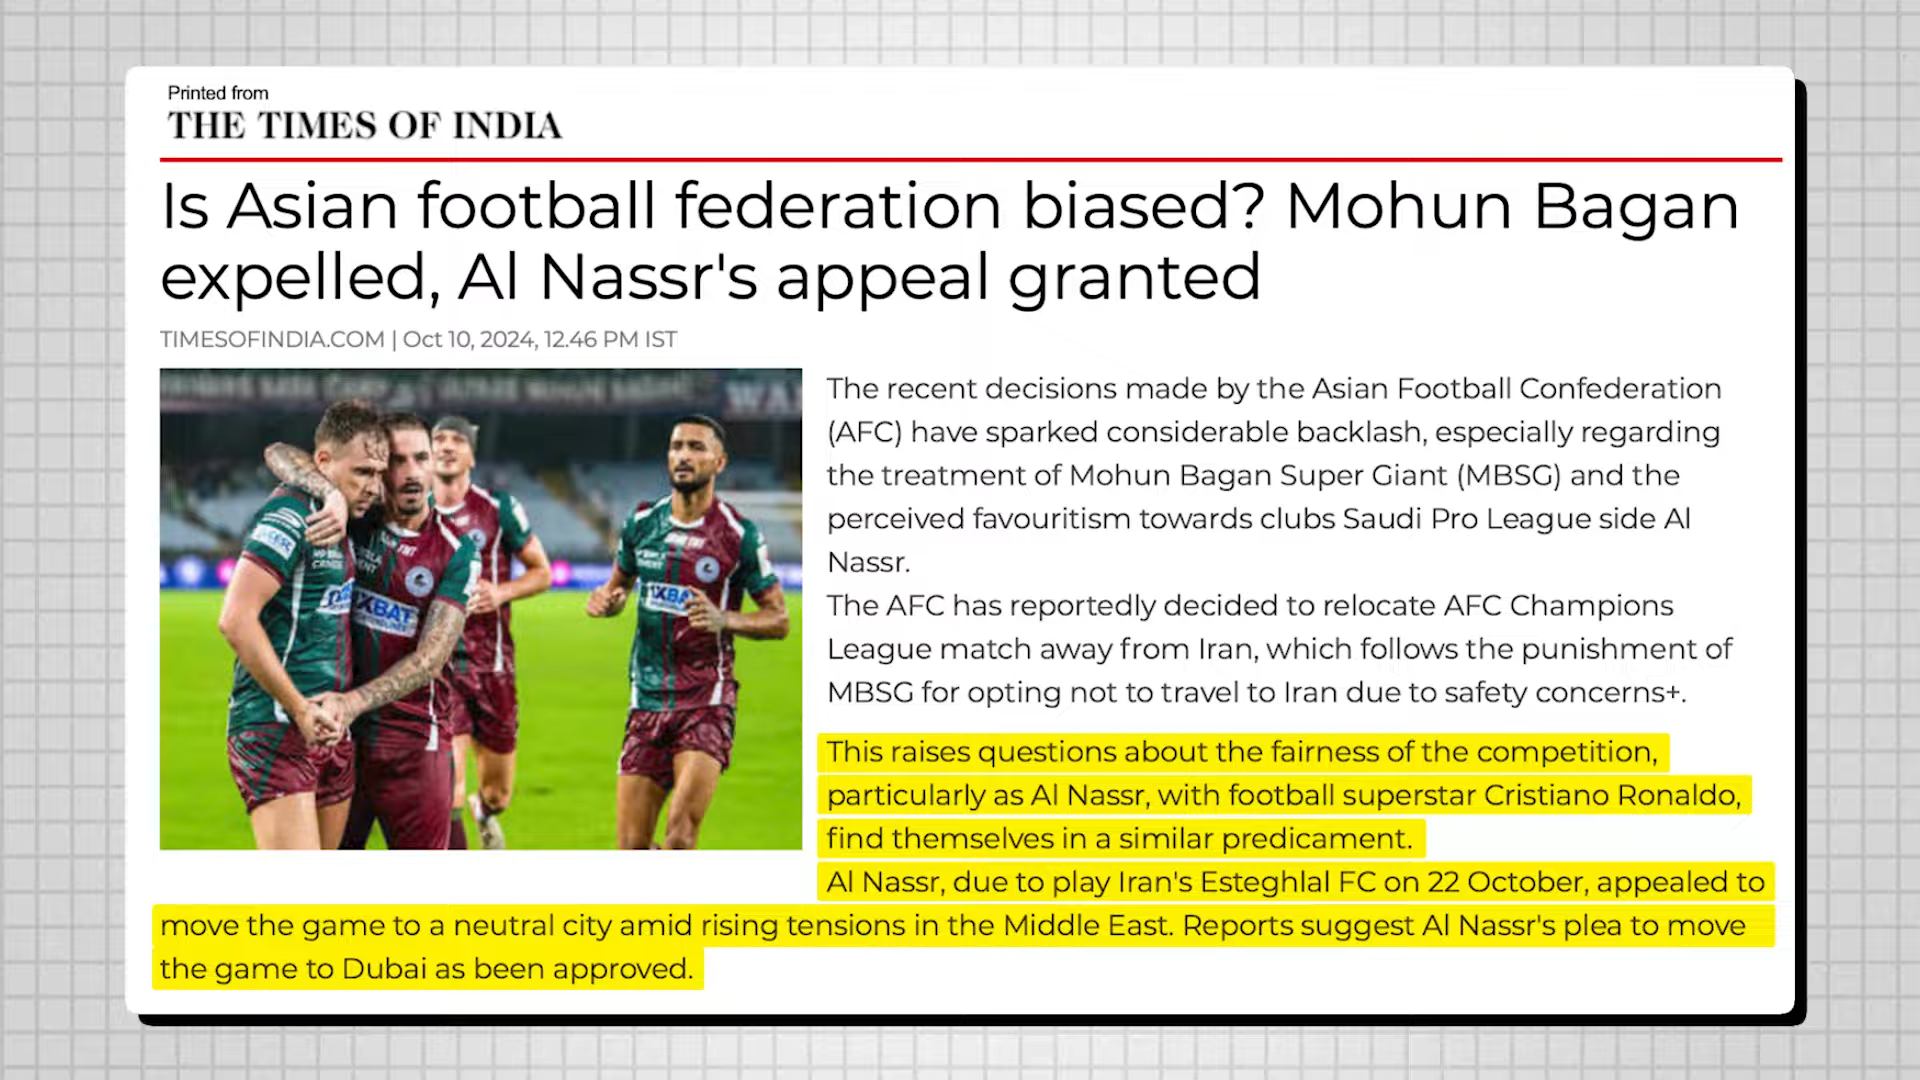 Printed from
THE TIMES OF INDIA
Is Asian football federation biased? Mohun Bagan
expelled, Al Nassr's appeal granted
TIMESOFINDIA.COM | Oct 10, 2024, 12.46 PM IST
The recent decisions made by the Asian Football Confederation
(AFC) have sparked considerable backlash, especially regarding
the treatment of Mohun Bagan Super Giant (MBSG) and the
perceived favouritism towards clubs Saudi Pro League side Al
Nassr.
The AFC has reportedly decided to relocate AFC Champions
League match away from Iran, which follows the punishment of
MBSG for opting not to travel to Iran due to safety concerns+.
This raises questions about the fairness of the competition,
particularly as Al Nassr, with football superstar Cristiano Ronaldo,
find themselves in a similar predicament.
Al Nassr, due to play Iran's Esteghlal FC on 22 October, appealed to
move the game to a neutral city amid rising tensions in the Middle East. Reports suggest Al Nassr's plea to move
the game to Dubai as been approved.